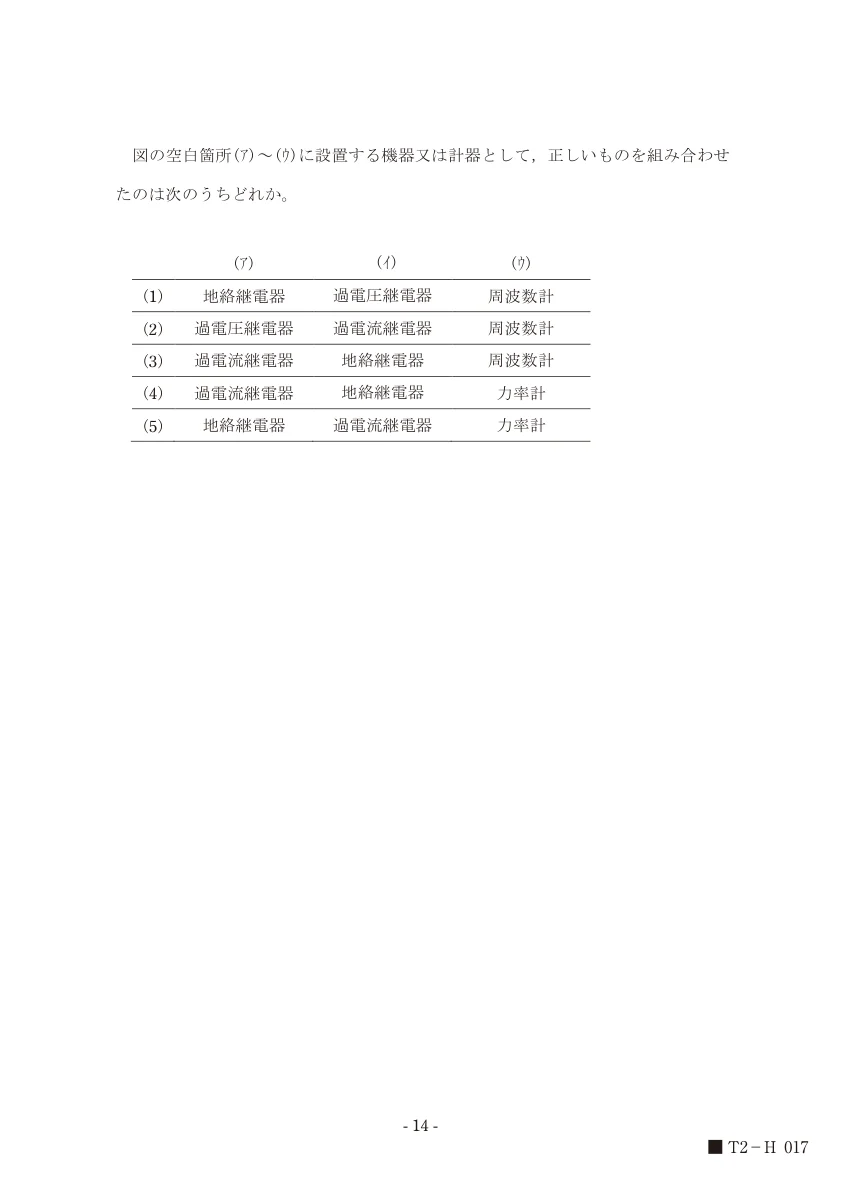 図の空白箇所(ｱ)～(ｳ)に設置する機器又は計器として，正しいものを組み合わせ
たのは次のうちどれか。
(ｱ) (ｲ) (ｳ)
(1) 地絡継電器 過電圧継電器 周波数計
(2) 過電圧継電器 過電流継電器 周波数計
(3) 過電流継電器 地絡継電器 周波数計
(4) 過電流継電器 地絡継電器 力率計
(5) 地絡継電器 過電流継電器 力率計
- 14 -
■ T2－H 017